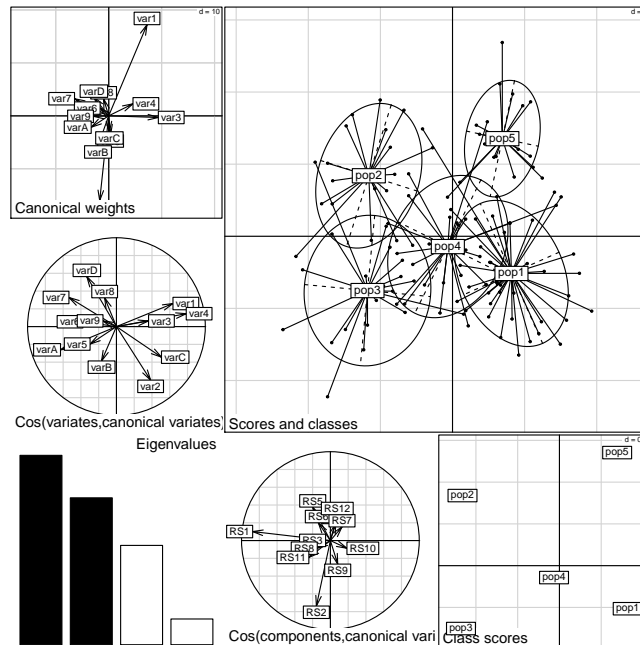 d = 10
var1
varD
8
var7
var6
var4
var9
var3
varA
varC
varB
Canonical weights
d =
pop5
pop2
pop4
pop1
pop3
Scores and classes
varD
var8
var7
var1
var4
var9
var3
var5
varA
varC
varB
var2
Cos(variates,canonical variates)
Eigenvalues
RS5
RS12
RS6
RS7
RS1
RS3
RS8
RS10
RS11
RS9
RS2
Cos(components,canonical vari
d = 0
pop5
pop2
pop4
pop1
pop3
Class scores